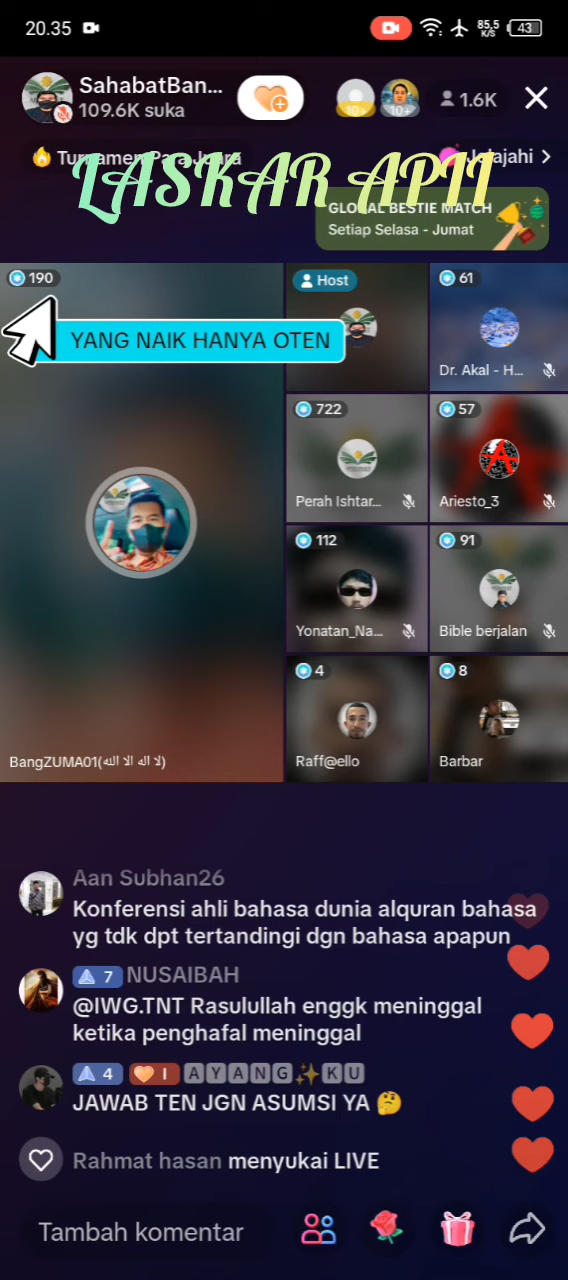 20.35
85,5
K/S
43
SahabatBan...
109.6K suka
10+
10+
1.6K
Turnamen Para Juara
Jelajahi
LASKAR APII
GLOBAL BESTIE MATCH
Setiap Selasa - Jumat
190
Host
61
YANG NAIK HANYA OTEN
Dr. Akal - H...
722
57
Perah Ishtar...
Ariesto_3
112
91
Yonatan_Na...
Bible berjalan
4
8
BangZUMA01(لا اله الا الله)
Raff@ello
Barbar
Aan Subhan26
Konferensi ahli bahasa dunia alquran bahasa
yg tdk dpt tertandingi dgn bahasa apapun
7 NUSAIBAH
@IWG.TNT Rasulullah enggk meninggal
ketika penghafal meninggal
4 I AYANG✨KU
JAWAB TEN JGN ASUMSI YA 🤔
Rahmat hasan menyukai LIVE
Tambah komentar